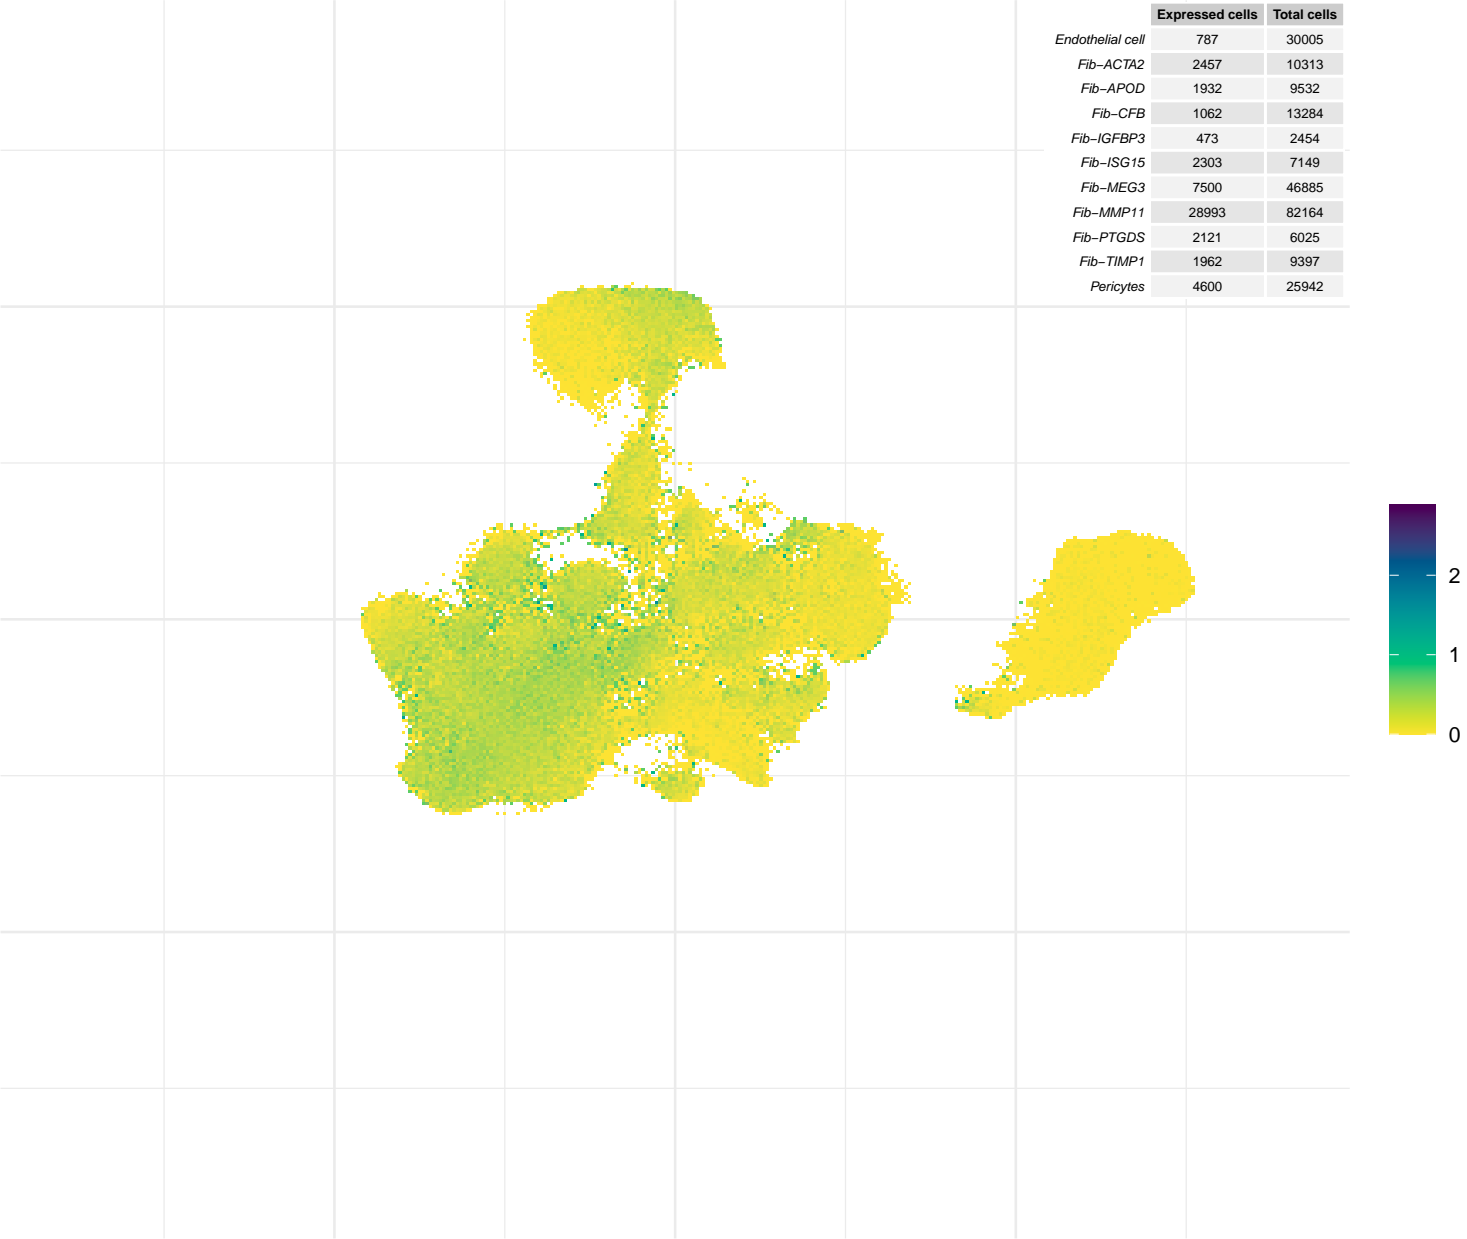 Expressed cells Total cells
Endothelial cell 787 30005
Fib−ACTA2 2457 10313
Fib−APOD 1932 9532
Fib−CFB 1062 13284
Fib−IGFBP3 473 2454
Fib−ISG15 2303 7149
Fib−MEG3 7500 46885
Fib−MMP11 28993 82164
Fib−PTGDS 2121 6025
Fib−TIMP1 1962 9397
Pericytes 4600 25942
2
1
0